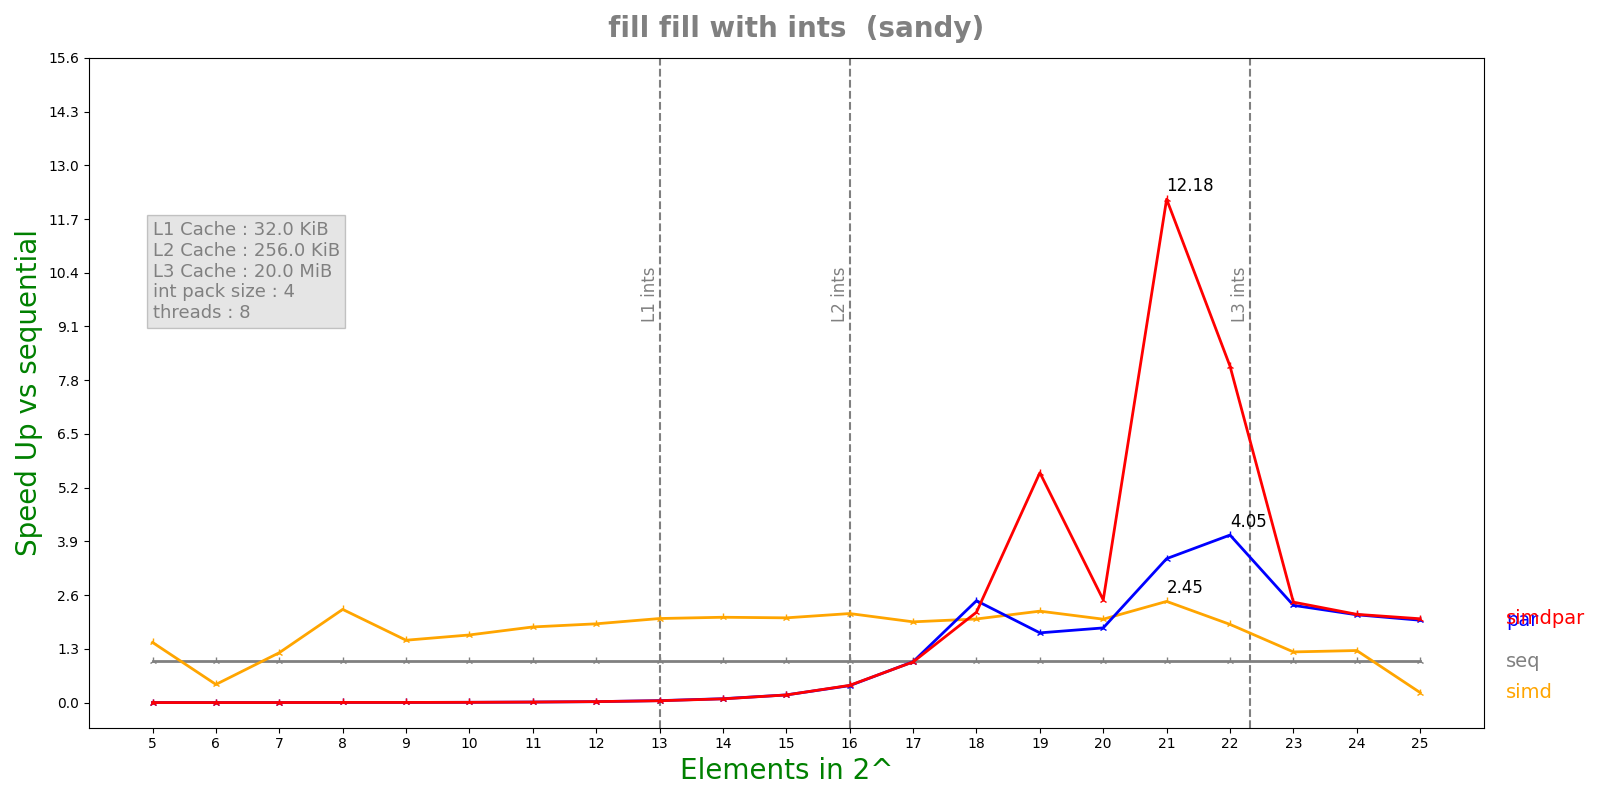 fill fill with ints  (sandy)
Speed Up vs sequential
15.6
14.3
13.0
11.7
10.4
9.1
7.8
6.5
5.2
3.9
2.6
1.3
0.0
L1 Cache : 32.0 KiB
L2 Cache : 256.0 KiB
L3 Cache : 20.0 MiB
int pack size : 4
threads : 8
L1 ints
L2 ints
L3 ints
12.18
4.05
2.45
simdpar
par
seq
simd
5 6 7 8 9 10 11 12 13 14 15 16 17 18 19 20 21 22 23 24 25
Elements in 2^